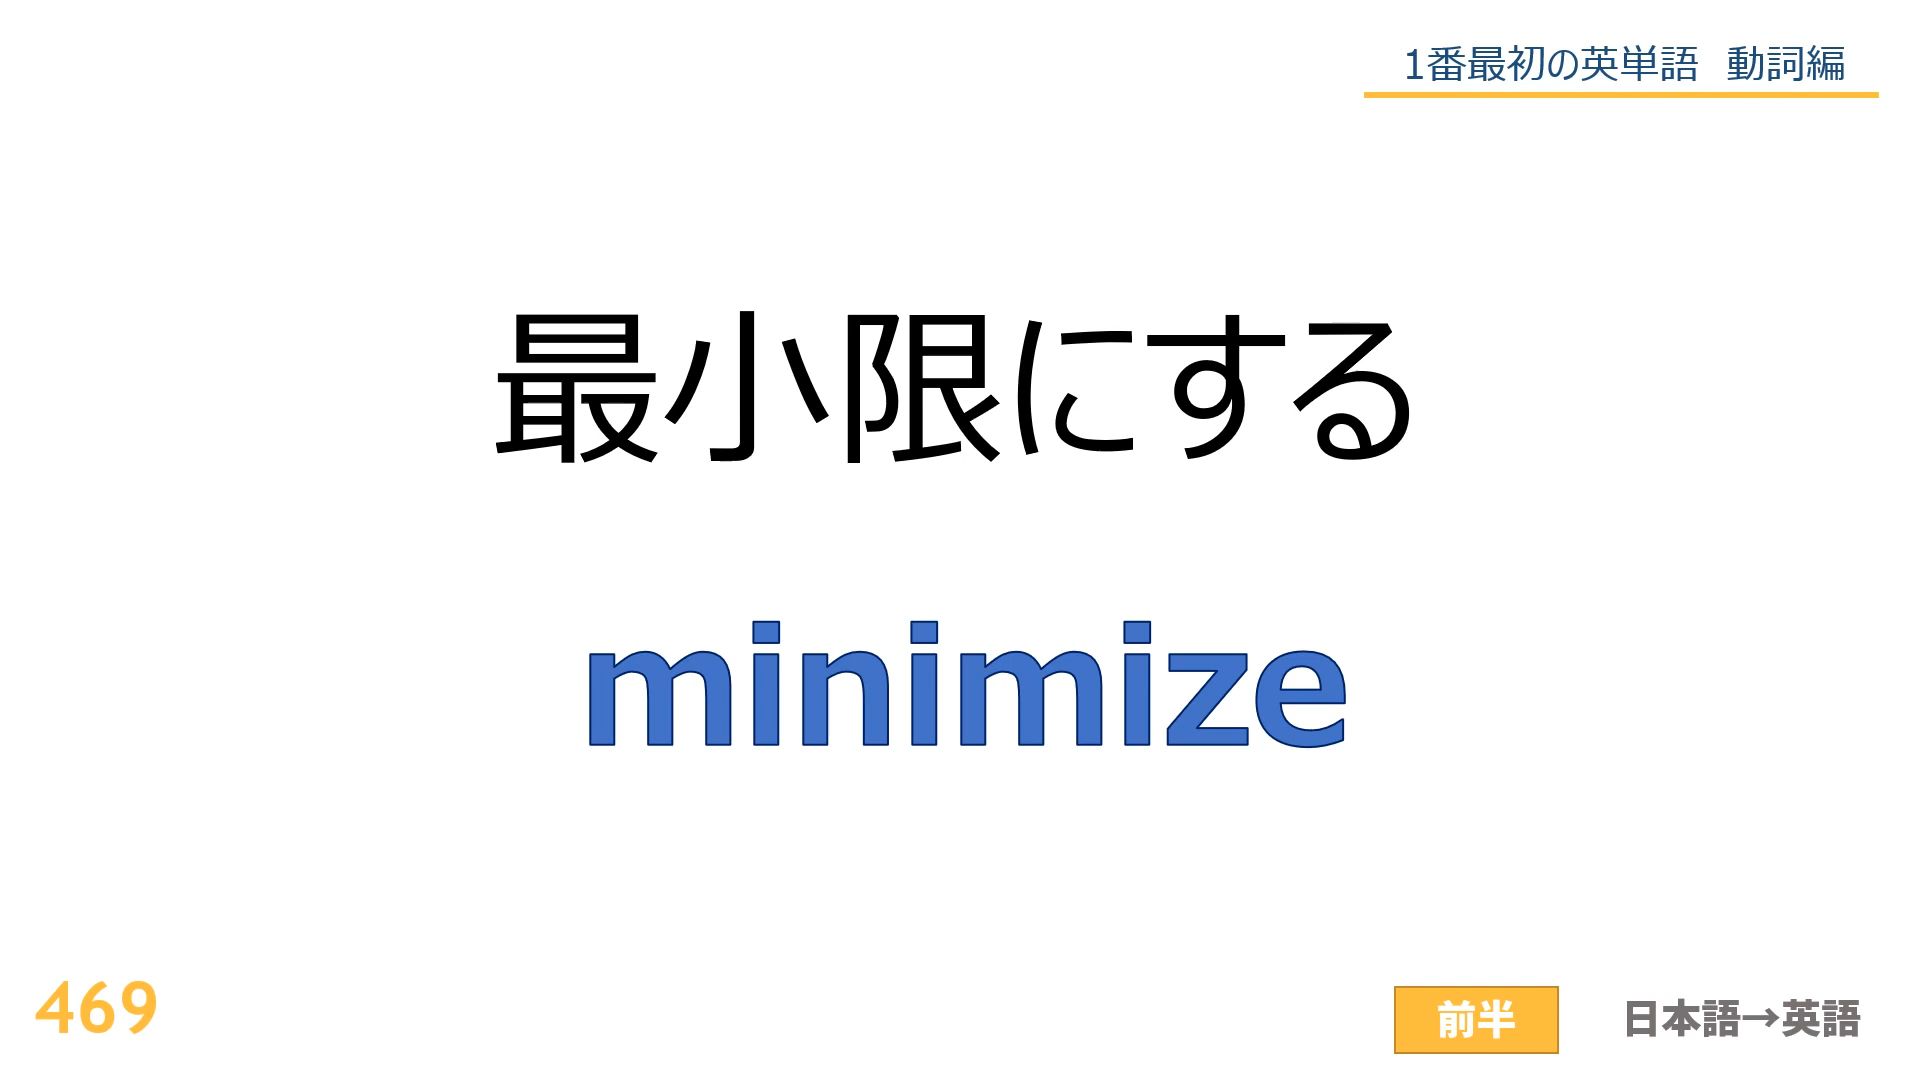 1番最初の英単語　動詞編
最小限にする
minimize
469
前半
日本語→英語